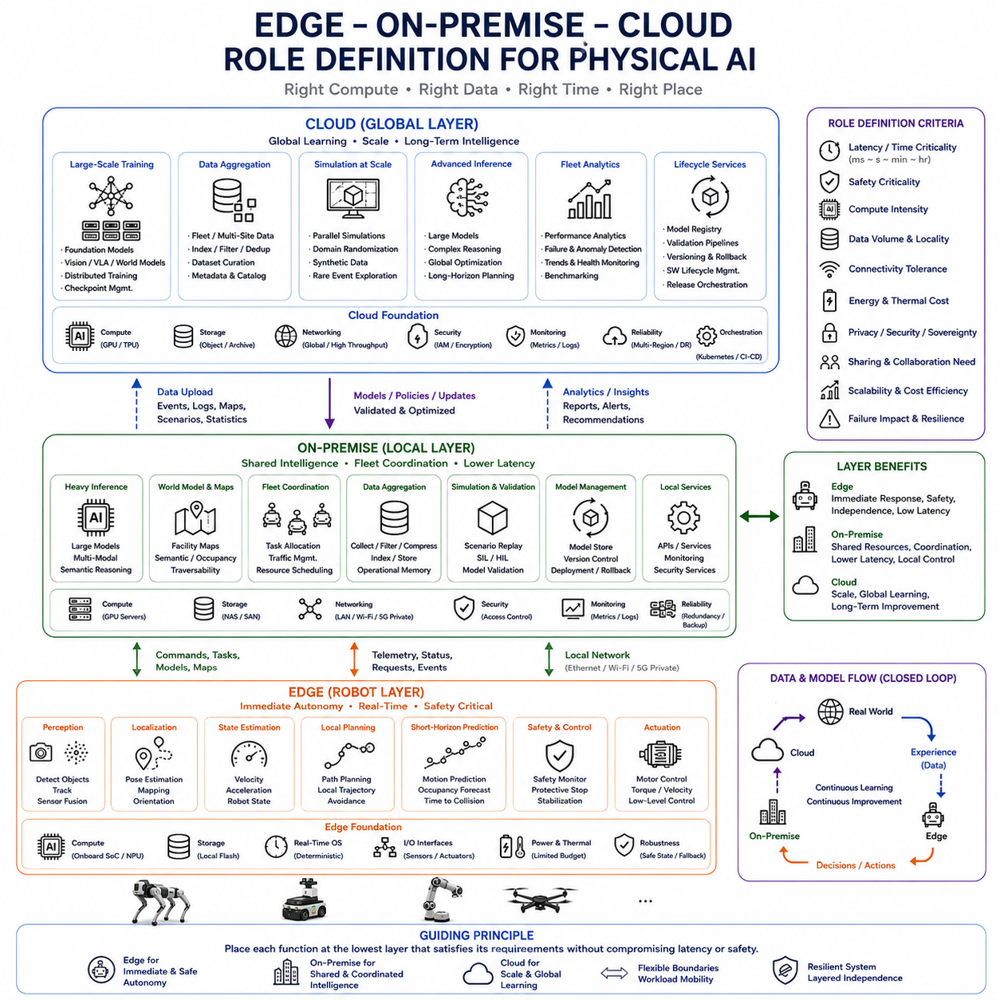 EDGE – ON-PREMISE – CLOUD
ROLE DEFINITION FOR PHYSICAL AI
Right Compute • Right Data • Right Time • Right Place
CLOUD (GLOBAL LAYER)
Global Learning • Scale • Long-Term Intelligence
Large-Scale Training
· Foundation Models
· Vision / VLA / World Models
· Distributed Training
· Checkpoint Mgmt.
Data Aggregation
· Fleet / Multi-Site Data
· Index / Filter / Dedup
· Dataset Curation
· Metadata & Catalog
Simulation at Scale
· Parallel Simulations
· Domain Randomization
· Synthetic Data
· Rare Event Exploration
Advanced Inference
· Large Models
· Complex Reasoning
· Global Optimization
· Long-Horizon Planning
Fleet Analytics
· Performance Analytics
· Failure & Anomaly Detection
· Trends & Health Monitoring
· Benchmarking
Lifecycle Services
· Model Registry
· Validation Pipelines
· Versioning & Rollback
· SW Lifecycle Mgmt.
· Release Orchestration
Cloud Foundation
AI
Compute
(GPU / TPU)
Storage
(Object / Archive)
Networking
(Global / High Throughput)
Security
(IAM / Encryption)
Monitoring
(Metrics / Logs)
Reliability
(Multi-Region / DR)
Orchestration
(Kubernetes / CI-CD)
Data Upload
Events, Logs, Maps,
Scenarios, Statistics
Models / Policies / Updates
Validated & Optimized
Analytics / Insights
Reports, Alerts,
Recommendations
ON-PREMISE (LOCAL LAYER)
Shared Intelligence • Fleet Coordination • Lower Latency
Heavy Inference
AI
Large Models
Multi-Modal
Semantic Reasoning
World Model & Maps
Facility Maps
Semantic / Occupancy
Traversability
Fleet Coordination
Task Allocation
Traffic Mgmt.
Resource Scheduling
Data Aggregation
Collect / Filter / Compress
Index / Store
Operational Memory
Simulation & Validation
Scenario Replay
SIL / HIL
Model Validation
Model Management
Model Store
Version Control
Deployment / Rollback
Local Services
APIs / Services
Monitoring
Security Services
Compute
(GPU Servers)
Storage
(NAS / SAN)
Networking
(LAN / Wi-Fi / 5G Private)
Security
(Access Control)
Monitoring
(Metrics / Logs)
Reliability
(Redundancy /
Backup)
Commands, Tasks,
Models, Maps
Telemetry, Status,
Requests, Events
Local Network
(Ethernet / Wi-Fi / 5G Private)
EDGE (ROBOT LAYER)
Immediate Autonomy • Real-Time • Safety Critical
Perception
Detect Objects
Track
Sensor Fusion
Localization
Pose Estimation
Mapping
Orientation
State Estimation
Velocity
Acceleration
Robot State
Local Planning
Path Planning
Local Trajectory
Avoidance
Short-Horizon Prediction
Motion Prediction
Occupancy Forecast
Time to Collision
Safety & Control
Safety Monitor
Protective Stop
Stabilization
Actuation
Motor Control
Torque / Velocity
Low-Level Control
Edge Foundation
AI
Compute
(Onboard SoC / NPU)
Storage
(Local Flash)
Real-Time OS
(Deterministic)
I/O Interfaces
(Sensors / Actuators)
Power & Thermal
(Limited Budget)
Robustness
(Safe State / Fallback)
...
ROLE DEFINITION CRITERIA
Latency / Time Criticality
(ms ~ s ~ min ~ hr)
Safety Criticality
AI
Compute Intensity
Data Volume & Locality
Connectivity Tolerance
Energy & Thermal Cost
Privacy / Security / Sovereignty
Sharing & Collaboration Need
Scalability & Cost Efficiency
Failure Impact & Resilience
LAYER BENEFITS
Edge
Immediate Response, Safety,
Independence, Low Latency
On-Premise
Shared Resources, Coordination,
Lower Latency, Local Control
Cloud
Scale, Global Learning,
Long-Term Improvement
DATA & MODEL FLOW (CLOSED LOOP)
Real World
Cloud
Experience
(Data)
Continuous Learning
Continuous Improvement
On-Premise
Edge
Decisions / Actions
GUIDING PRINCIPLE
Place each function at the lowest layer that satisfies its requirements without compromising latency or safety.
Edge for
Immediate & Safe
Autonomy
On-Premise for
Shared & Coordinated
Intelligence
Cloud for
Scale & Global
Learning
Flexible Boundaries
Workload Mobility
Resilient System
Layered Independence